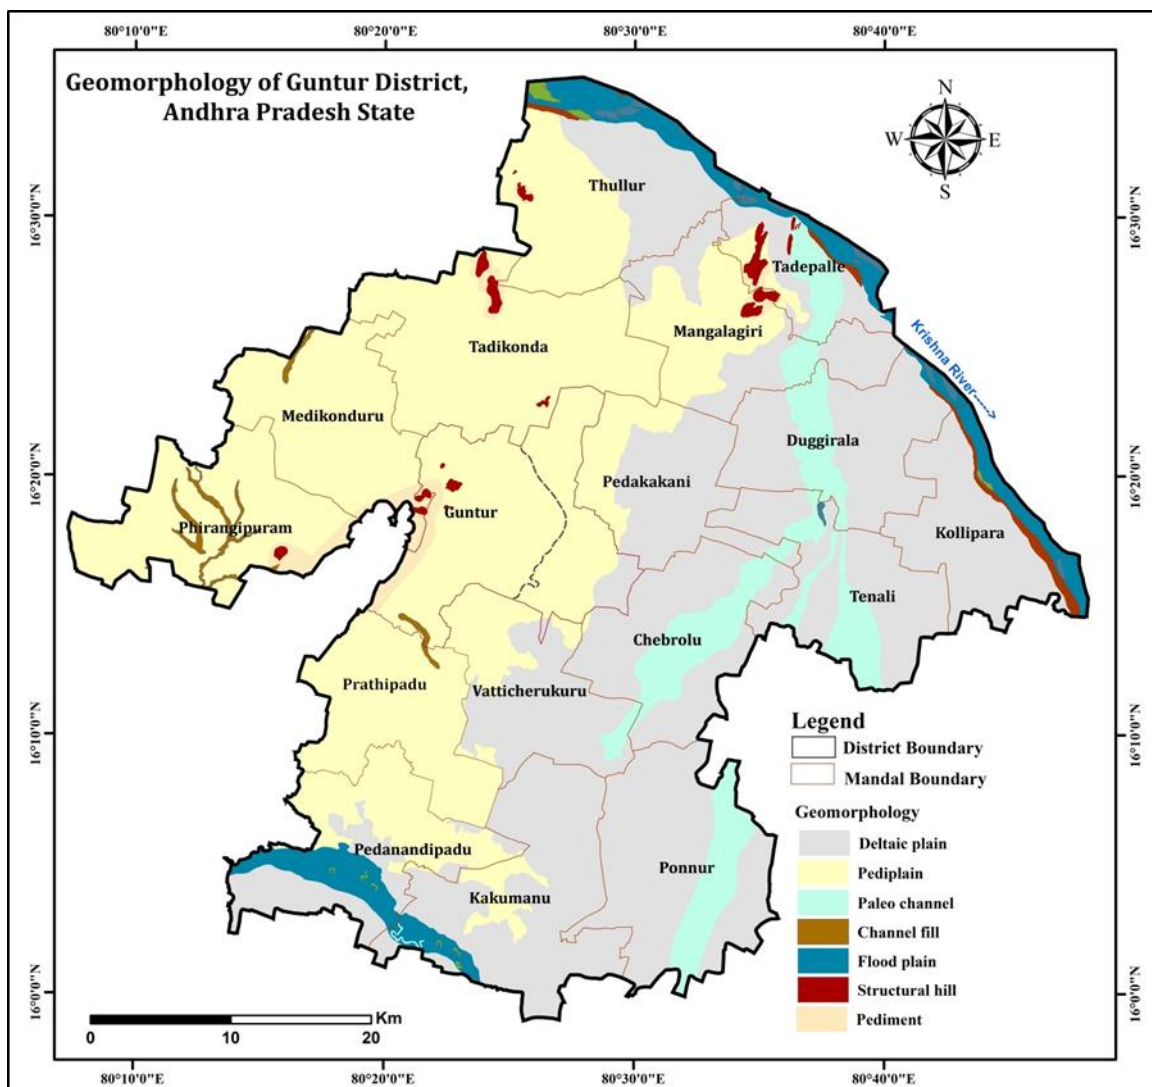 80°10'0"E 80°20'0"E 80°30'0"E 80°40'0"E
Geomorphology of Guntur District,
Andhra Pradesh State
N
W E
S
16°30'0"N 16°30'0"N
Thullur
Tadepalle
Mangalagiri
Tadikonda
Krishna River----->
Medikonduru
Duggirala
16°20'0"N 16°20'0"N
Pedakakani
Guntur
Phirangipuram
Kollipara
Tenali
Chebrolu
Prathipadu
Vatticherukuru
16°10'0"N 16°10'0"N
Pedanandipadu
Ponnur
Kakumanu
16°0'0"N 16°0'0"N
Legend
District Boundary
Mandal Boundary
Geomorphology
Deltaic plain
Pediplain
Paleo channel
Channel fill
Flood plain
Structural hill
Pediment
Km
0 10 20
80°10'0"E 80°20'0"E 80°30'0"E 80°40'0"E